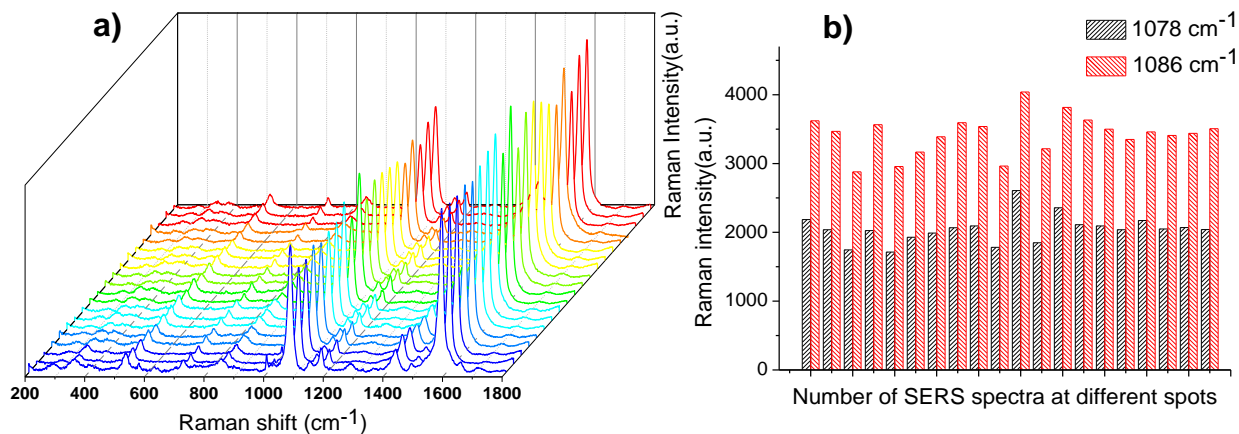 a)
Raman Intensity(a.u.)
200 400 600 800 1000 1200 1400 1600 1800
Raman shift (cm-1)
b)
1078 cm-1
1086 cm-1
4000
3000
2000
1000
0
Raman intensity(a.u.)
Number of SERS spectra at different spots